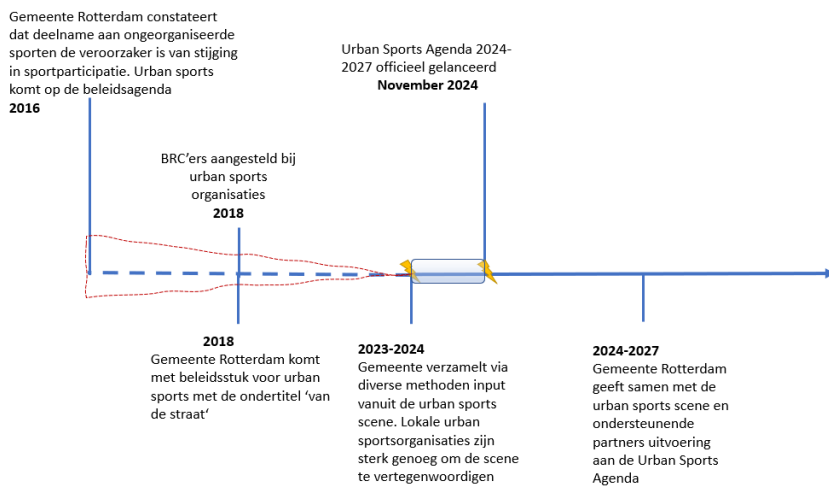 Gemeente Rotterdam constateert
dat deelname aan ongeorganiseerde
sporten de veroorzaker is van stijging
in sportparticipatie. Urban sports
komt op de beleidsagenda
2016
Urban Sports Agenda 2024-
2027 officieel gelanceerd
November 2024
BRC’ers aangesteld bij
urban sports
organisaties
2018
2018
Gemeente Rotterdam komt
met beleidsstuk voor urban
sports met de ondertitel ‘van
de straat‘
2023-2024
Gemeente verzamelt via
diverse methoden input
vanuit de urban sports
scene. Lokale urban
sportsorganisaties zijn
sterk genoeg om de scene
te vertegenwoordigen
2024-2027
Gemeente Rotterdam
geeft samen met de
urban sports scene en
ondersteunende
partners uitvoering
aan de Urban Sports
Agenda